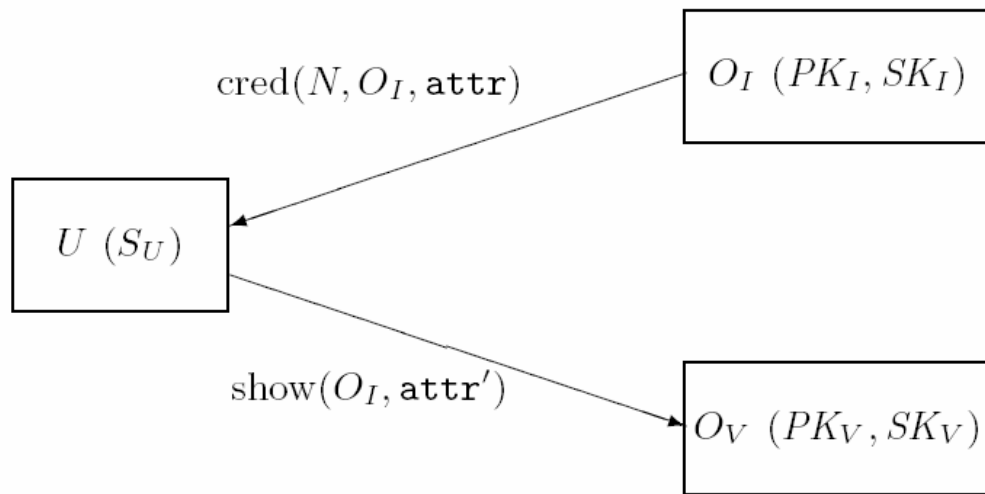 cred(N, O_I, attr)
O_I (PK_I, SK_I)
U (S_U)
show(O_I, attr′)
O_V (PK_V, SK_V)